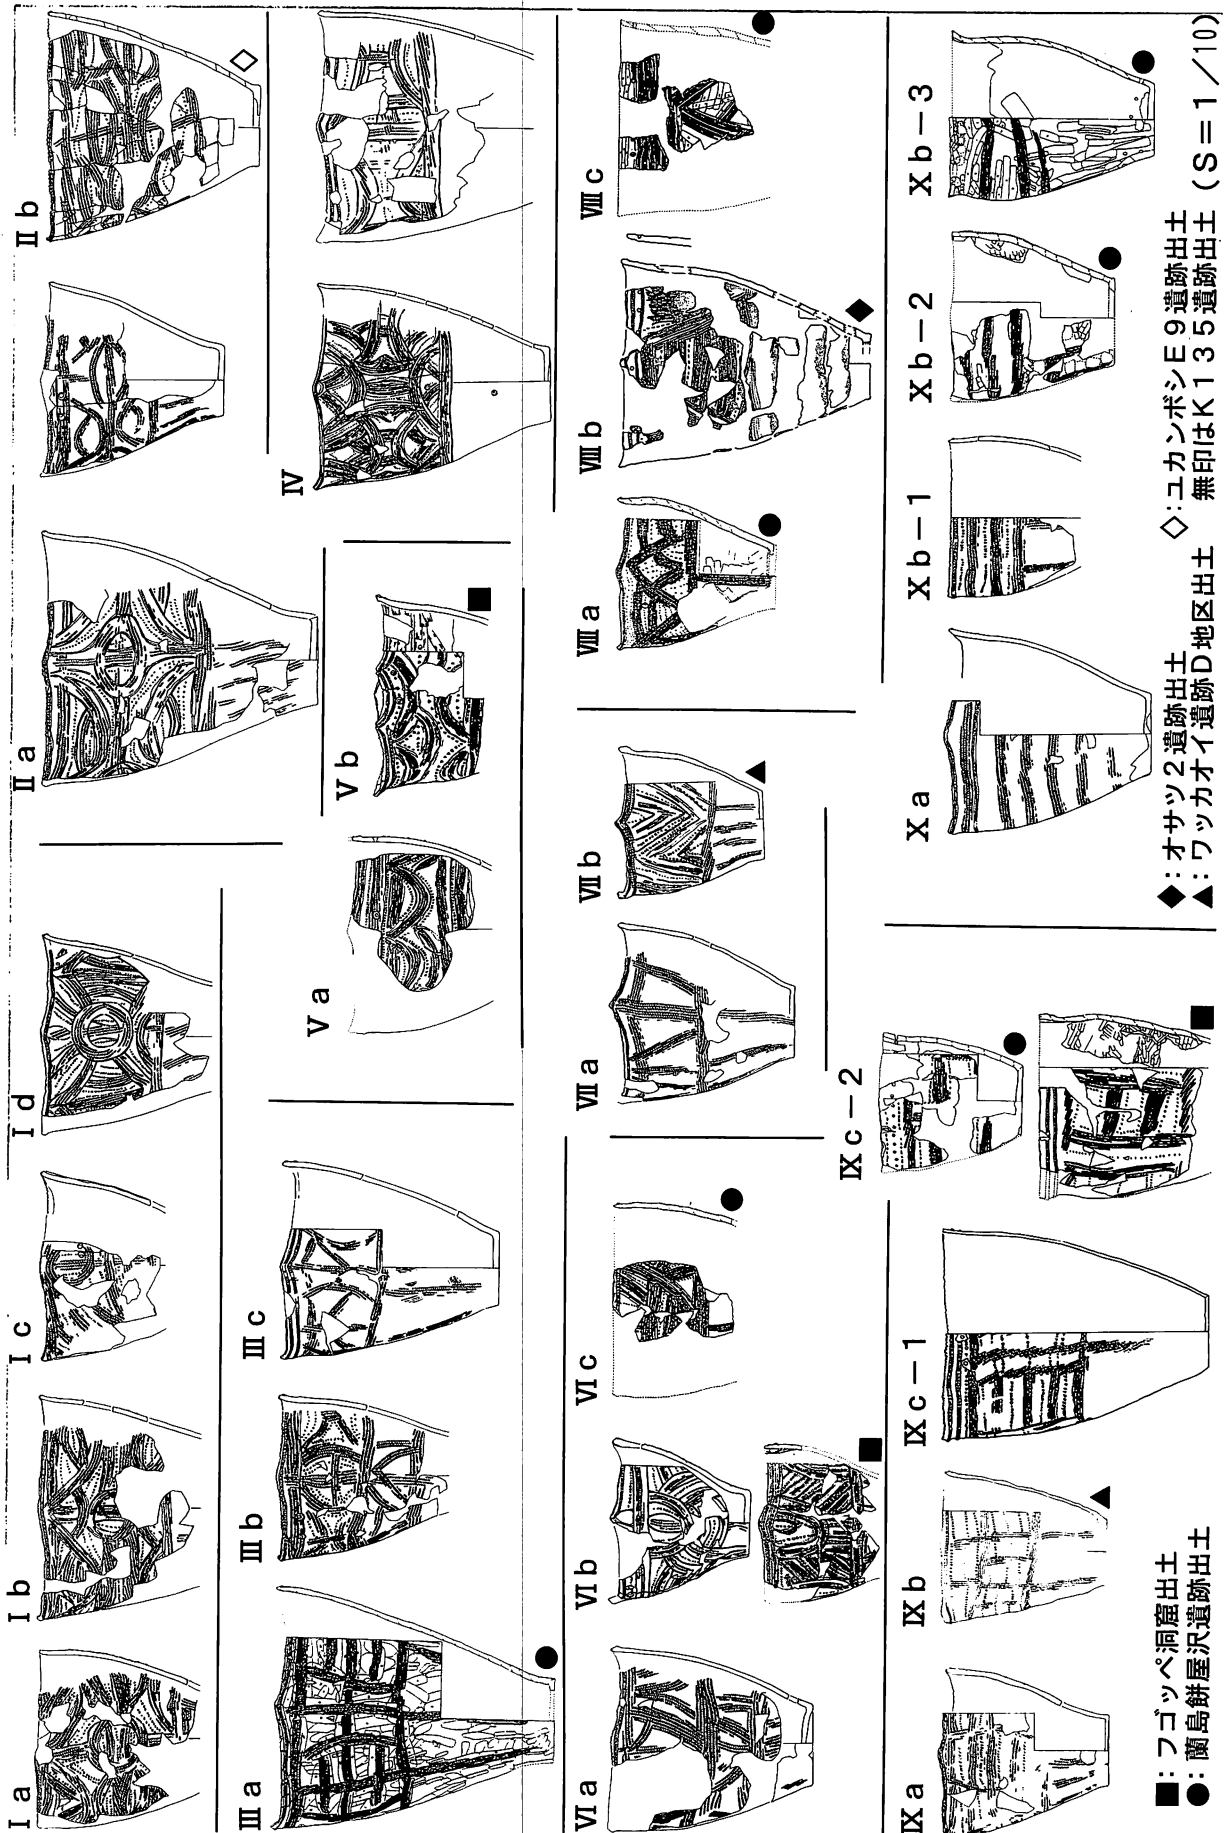 Ⅰa
Ⅰb
Ⅰc
Ⅰd
Ⅱa
Ⅱb
Ⅲa
Ⅲb
Ⅲc
Ⅴa
Ⅴb
Ⅳ
Ⅵa
Ⅵb
Ⅵc
Ⅶa
Ⅶb
Ⅷa
Ⅷb
Ⅷc
Ⅸa
Ⅸb
Ⅸc-1
Ⅸc-2
Ⅹa
Ⅹb-1
Ⅹb-2
Ⅹb-3
■:フゴッペ洞窟出土
●:蘭島餅屋沢遺跡出土
◆:オサツ2遺跡出土
▲:ワッカオイ遺跡D地区出土
◇:ユカンボシE9遺跡出土
無印はK135遺跡出土 (S=1/10)